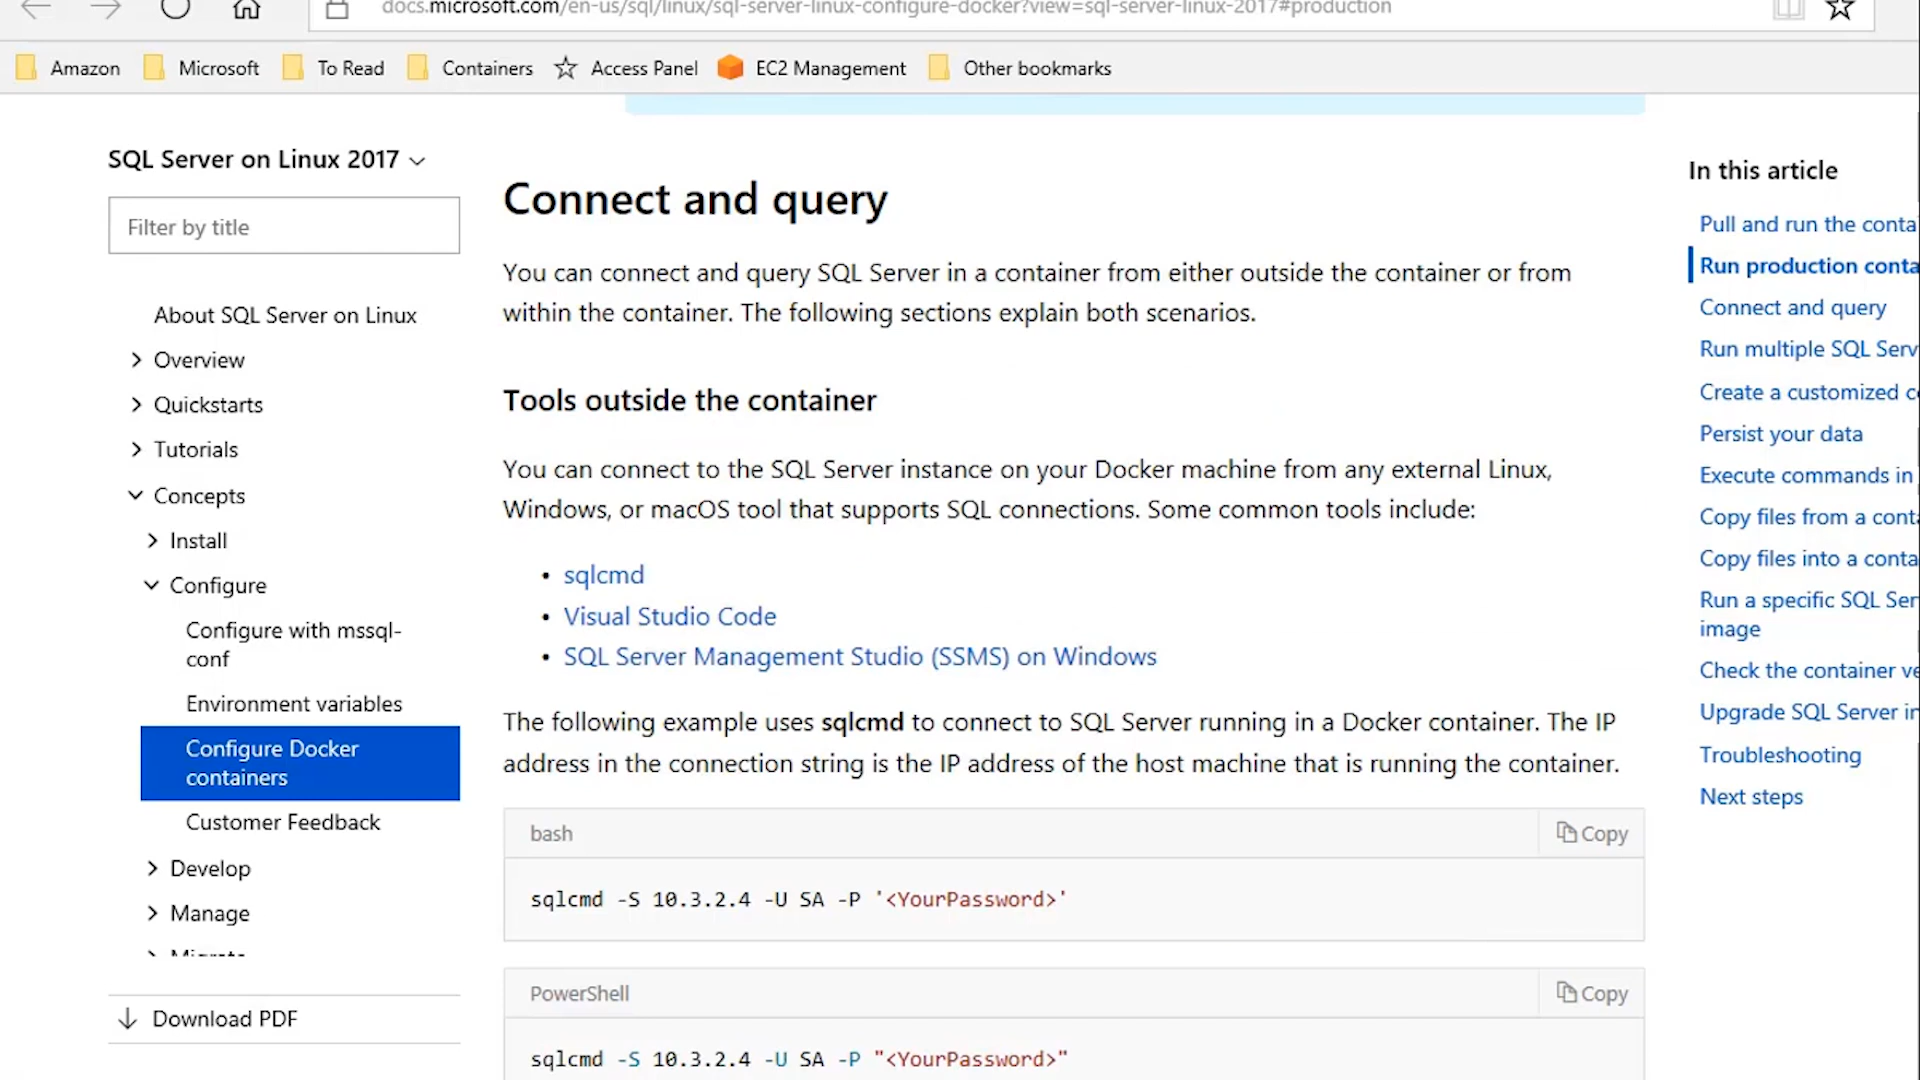 docs.microsoft.com/en-us/sql/linux/sql-server-linux-configure-docker?view=sql-server-linux-2017#production
Amazon Microsoft To Read Containers Access Panel EC2 Management Other bookmarks
SQL Server on Linux 2017
Filter by title
About SQL Server on Linux
Overview
Quickstarts
Tutorials
Concepts
Install
Configure
Configure with mssql-
conf
Environment variables
Configure Docker
containers
Customer Feedback
Develop
Manage
Download PDF
Connect and query
You can connect and query SQL Server in a container from either outside the container or from
within the container. The following sections explain both scenarios.
Tools outside the container
You can connect to the SQL Server instance on your Docker machine from any external Linux,
Windows, or macOS tool that supports SQL connections. Some common tools include:
• sqlcmd
• Visual Studio Code
• SQL Server Management Studio (SSMS) on Windows
The following example uses sqlcmd to connect to SQL Server running in a Docker container. The IP
address in the connection string is the IP address of the host machine that is running the container.
bash Copy
sqlcmd -S 10.3.2.4 -U SA -P '<YourPassword>'
PowerShell Copy
sqlcmd -S 10.3.2.4 -U SA -P "<YourPassword>"
In this article
Pull and run the conta
Run production conta
Connect and query
Run multiple SQL Serv
Create a customized c
Persist your data
Execute commands in
Copy files from a conta
Copy files into a conta
Run a specific SQL Ser
image
Check the container ve
Upgrade SQL Server in
Troubleshooting
Next steps